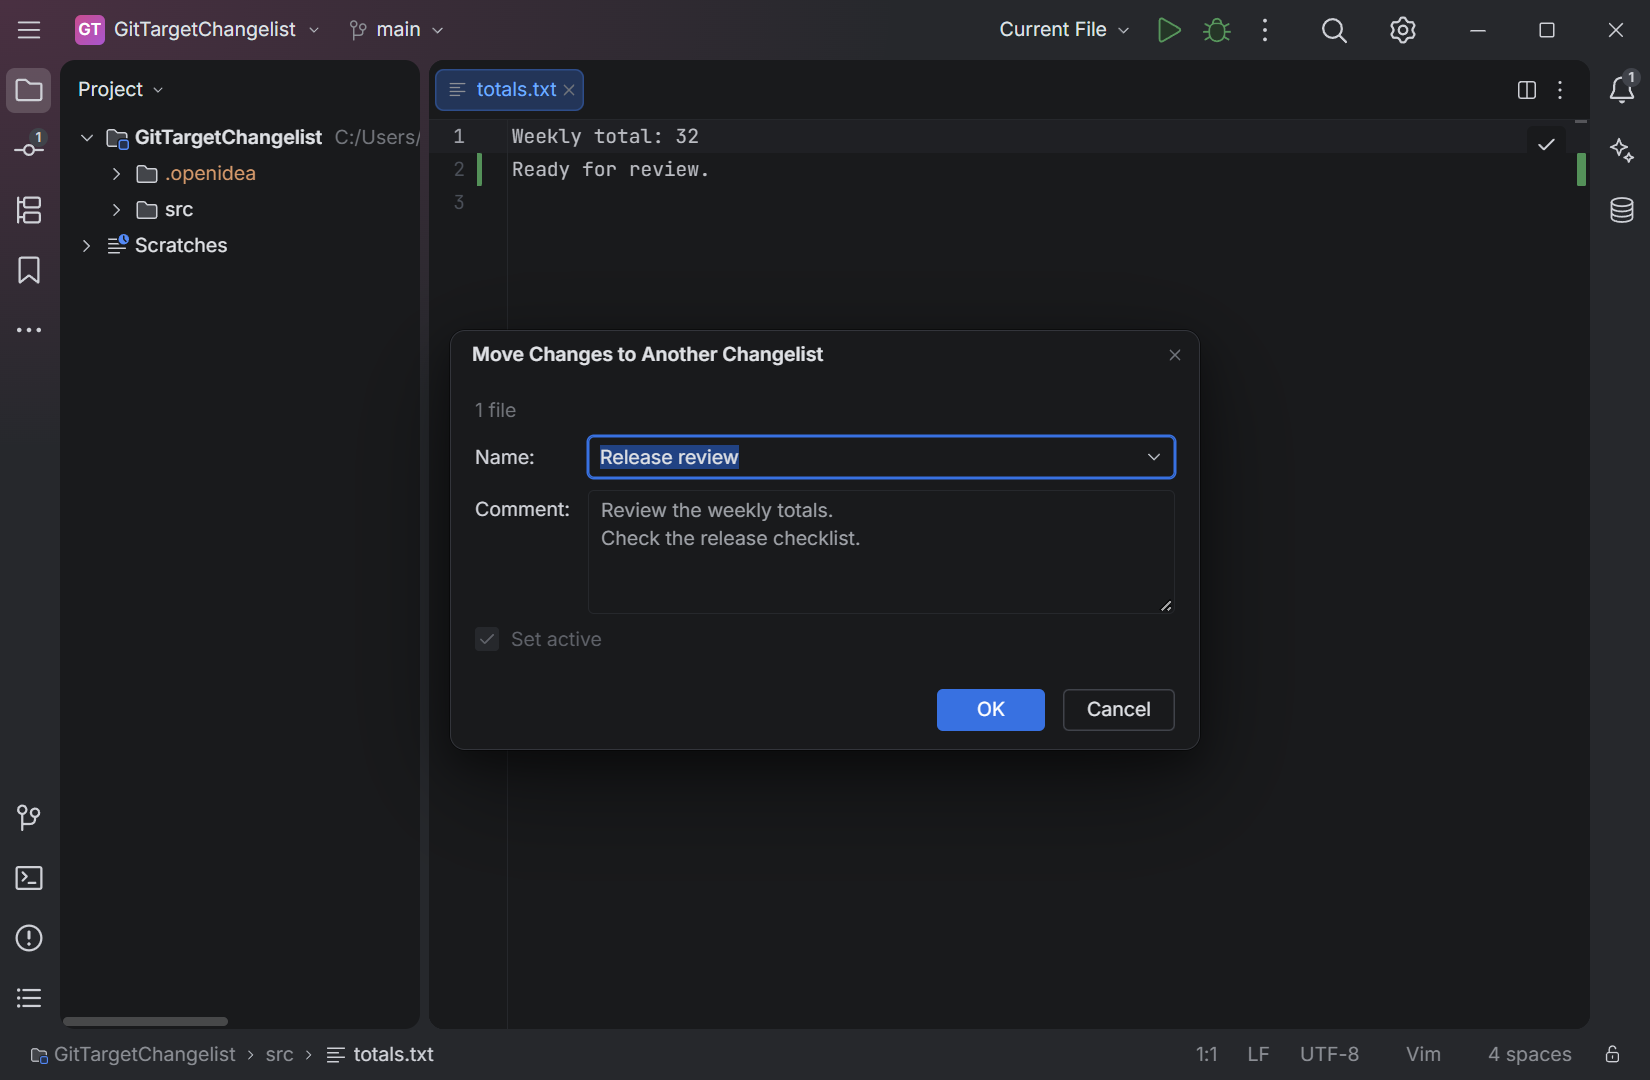 GT GitTargetChangelist main Current File
Project
totals.txt
1
1
GitTargetChangelist C:/Users/
.openidea
src
Scratches
1 Weekly total: 32
2 Ready for review.
3
Move Changes to Another Changelist
1 file
Name: Release review
Comment: Review the weekly totals.
Check the release checklist.
Set active
OK Cancel
GitTargetChangelist › src › totals.txt 1:1 LF UTF-8 Vim 4 spaces